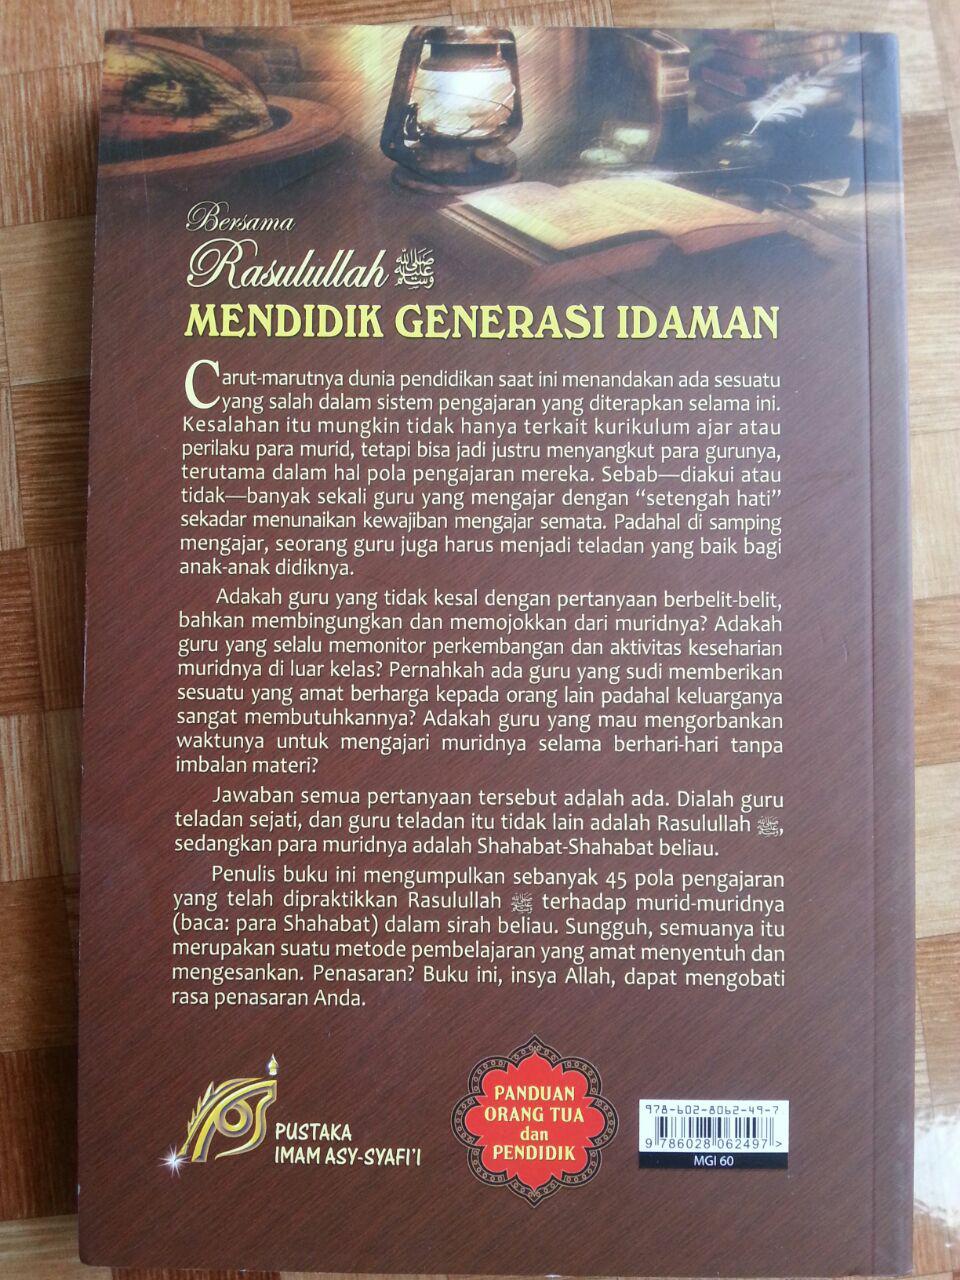 Bersama
Rasulullah ﷺ
MENDIDIK GENERASI IDAMAN
Carut-marutnya dunia pendidikan saat ini menandakan ada sesuatu
yang salah dalam sistem pengajaran yang diterapkan selama ini.
Kesalahan itu mungkin tidak hanya terkait kurikulum ajar atau
perilaku para murid, tetapi bisa jadi justru menyangkut para gurunya,
terutama dalam hal pola pengajaran mereka. Sebab—diakui atau
tidak—banyak sekali guru yang mengajar dengan “setengah hati”
sekadar menunaikan kewajiban mengajar semata. Padahal di samping
mengajar, seorang guru juga harus menjadi teladan yang baik bagi
anak-anak didiknya.
Adakah guru yang tidak kesal dengan pertanyaan berbelit-belit,
bahkan membingungkan dan memojokkan dari muridnya? Adakah
guru yang selalu memonitor perkembangan dan aktivitas keseharian
muridnya di luar kelas? Pernahkah ada guru yang sudi memberikan
sesuatu yang amat berharga kepada orang lain padahal keluarganya
sangat membutuhkannya? Adakah guru yang mau mengorbankan
waktunya untuk mengajari muridnya selama berhari-hari tanpa
imbalan materi?
Jawaban semua pertanyaan tersebut adalah ada. Dialah guru
teladan sejati, dan guru teladan itu tidak lain adalah Rasulullah ﷺ,
sedangkan para muridnya adalah Shahabat-Shahabat beliau.
Penulis buku ini mengumpulkan sebanyak 45 pola pengajaran
yang telah dipraktikkan Rasulullah ﷺ terhadap murid-muridnya
(baca: para Shahabat) dalam sirah beliau. Sungguh, semuanya itu
merupakan suatu metode pembelajaran yang amat menyentuh dan
mengesankan. Penasaran? Buku ini, insya Allah, dapat mengobati
rasa penasaran Anda.
PUSTAKA
IMAM ASY-SYAFI'I
PANDUAN
ORANG TUA
dan
PENDIDIK
978-602-8062-49-7
9 786028 062497>
MGI 60